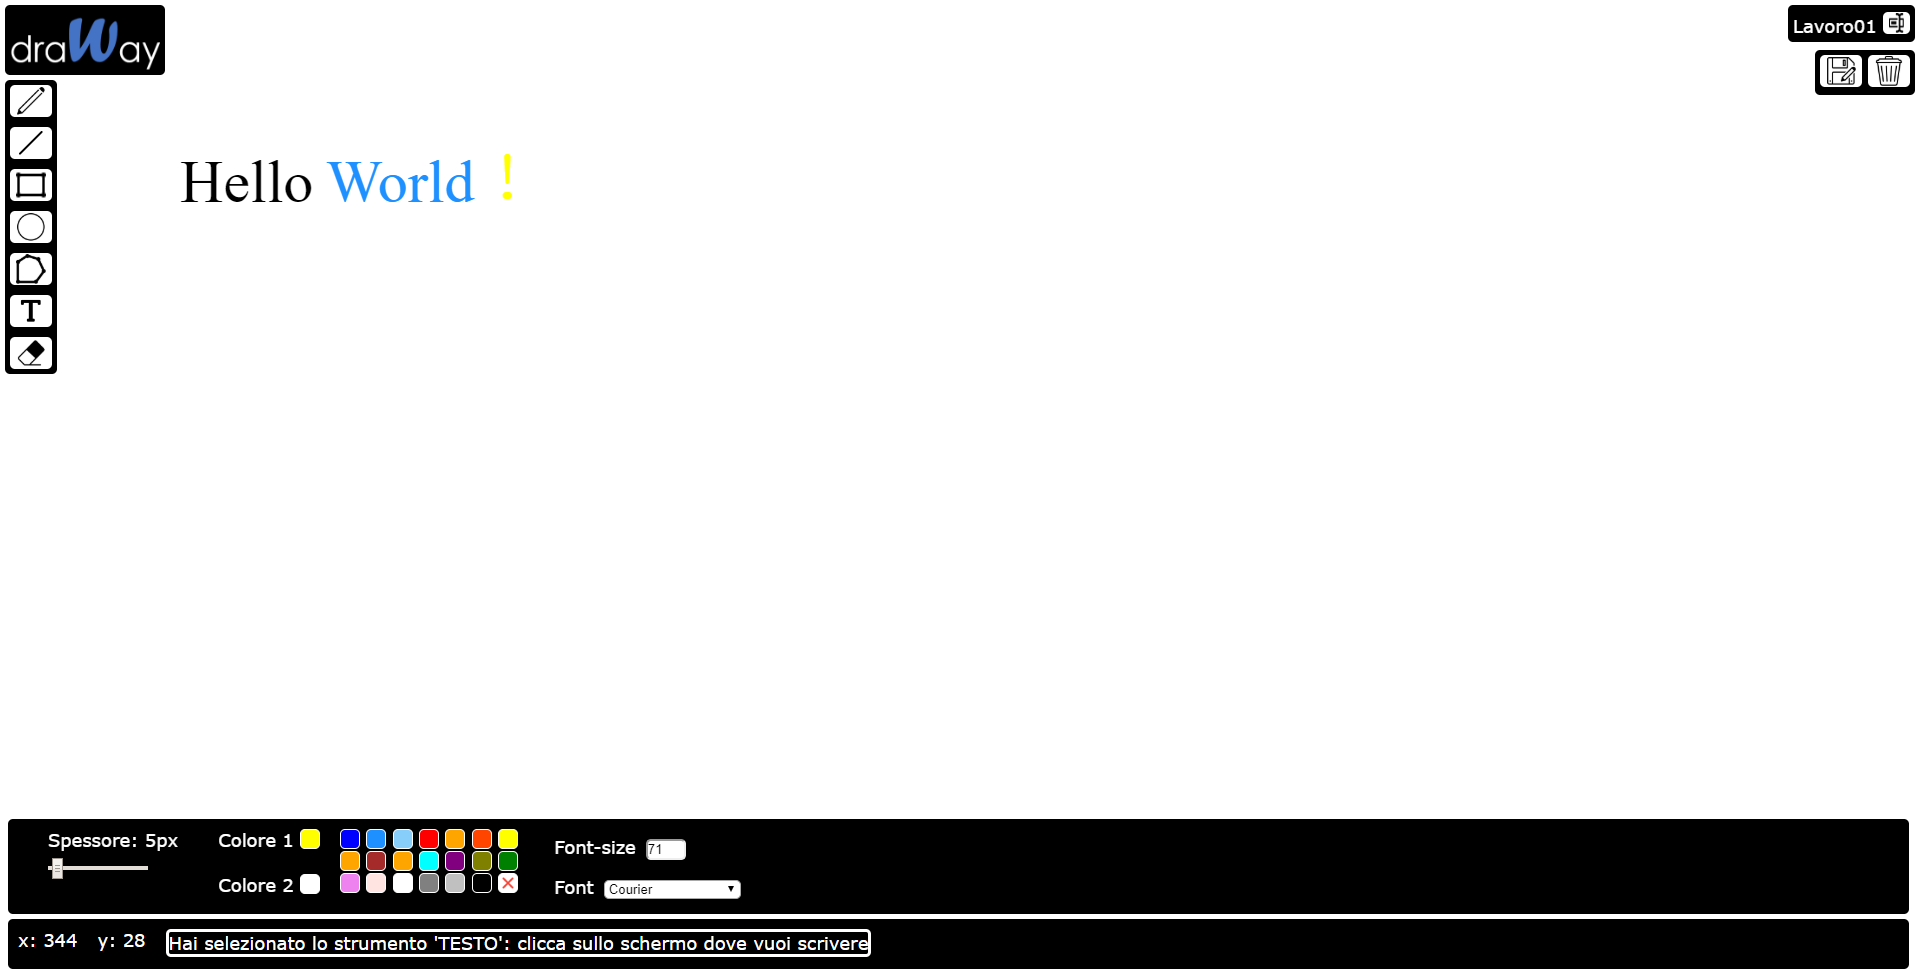 draWay
Lavoro01
Hello World !
T
Spessore: 5px
Colore 1
Colore 2
Font-size 71
Font Courier
x: 344 y: 28 Hai selezionato lo strumento 'TESTO': clicca sullo schermo dove vuoi scrivere